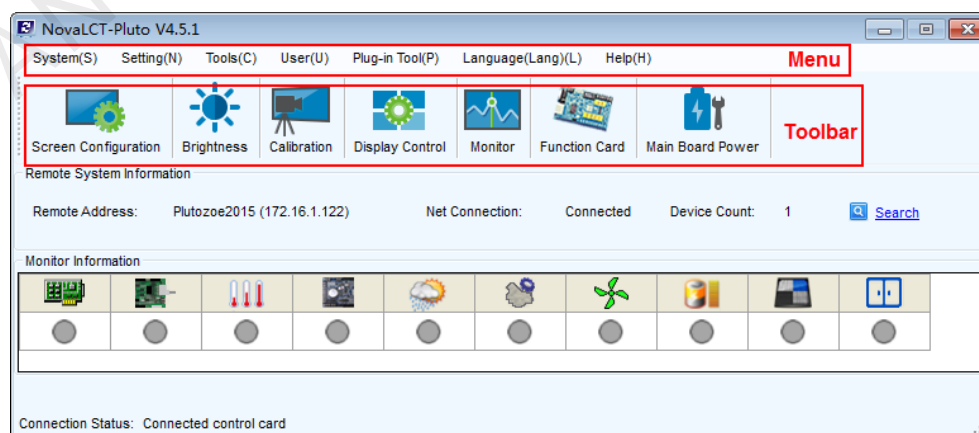 NovaLCT-Pluto V4.5.1
System(S) Setting(N) Tools(C) User(U) Plug-in Tool(P) Language(Lang)(L) Help(H) Menu
Screen Configuration Brightness Calibration Display Control Monitor Function Card Main Board Power Toolbar
Remote System Information
Remote Address: Plutozoe2015 (172.16.1.122) Net Connection: Connected Device Count: 1 Search
Monitor Information
Connection Status: Connected control card